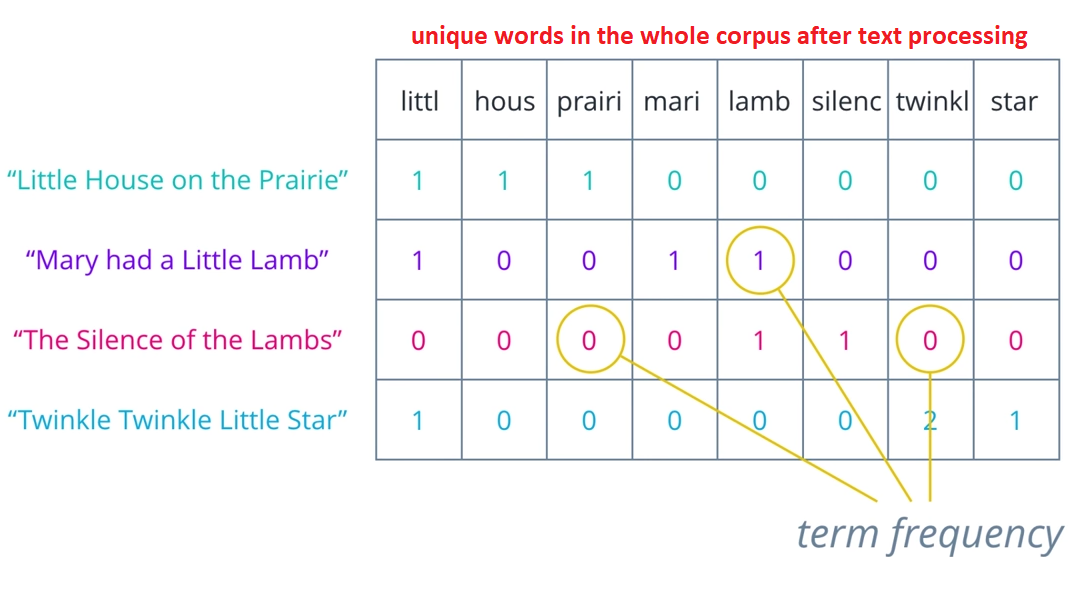 unique words in the whole corpus after text processing
littl hous prairi mari lamb silenc twinkl star
“Little House on the Prairie” 1 1 1 0 0 0 0 0
“Mary had a Little Lamb” 1 0 0 1 1 0 0 0
“The Silence of the Lambs” 0 0 0 0 1 1 0 0
“Twinkle Twinkle Little Star” 1 0 0 0 0 0 2 1
term frequency